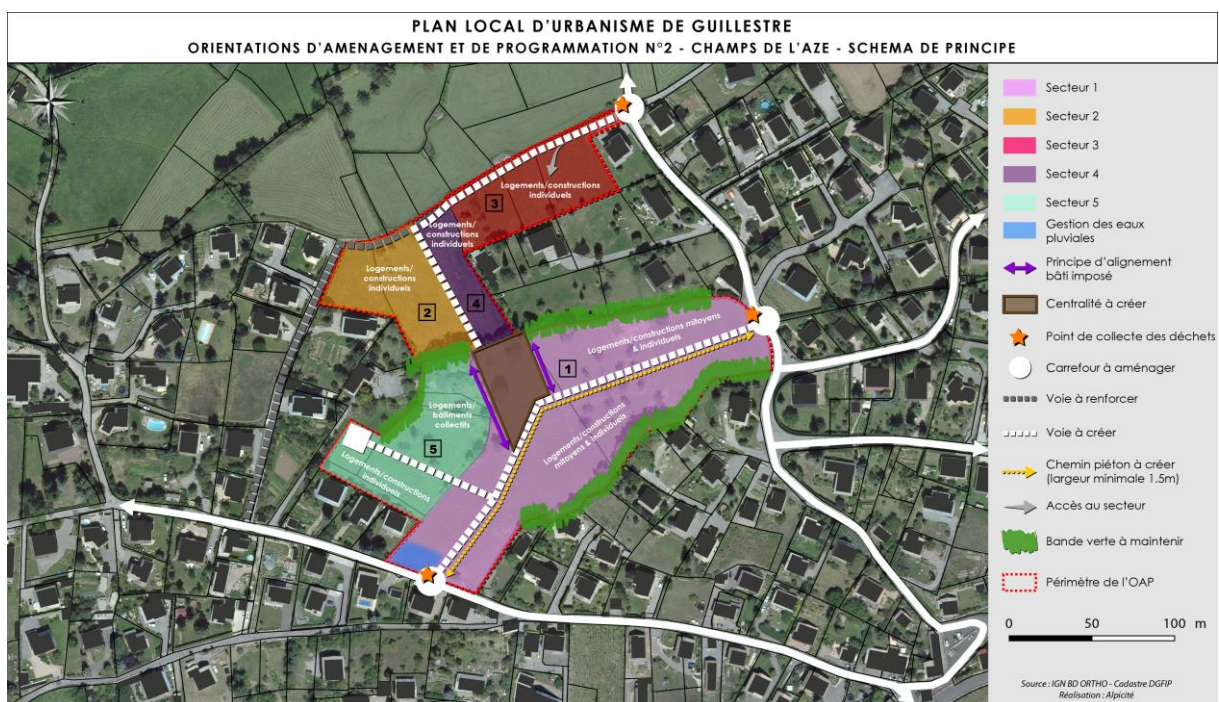 PLAN LOCAL D'URBANISME DE GUILLESTRE
ORIENTATIONS D'AMENAGEMENT ET DE PROGRAMMATION N°2 - CHAMPS DE L'AZE - SCHEMA DE PRINCIPE
Logements/constructions
individuels
3
Logements/
constructions
individuels
Logements/
constructions
individuels
2
4
Logements/constructions mitoyens
& individuels
1
Logements/
bâtiments
collectifs
Logements/constructions
mitoyens & individuels
5
Logements/constructions
individuels
Secteur 1
Secteur 2
Secteur 3
Secteur 4
Secteur 5
Gestion des eaux
pluviales
Principe d'alignement
bâti imposé
Centralité à créer
Point de collecte des déchets
Carrefour à aménager
Voie à renforcer
Voie à créer
Chemin piéton à créer
(largeur minimale 1.5m)
Accès au secteur
Bande verte à maintenir
Périmètre de l'OAP
0 50 100 m
Source : IGN BD ORTHO - Cadastre DGFIP
Réalisation : Alpicité